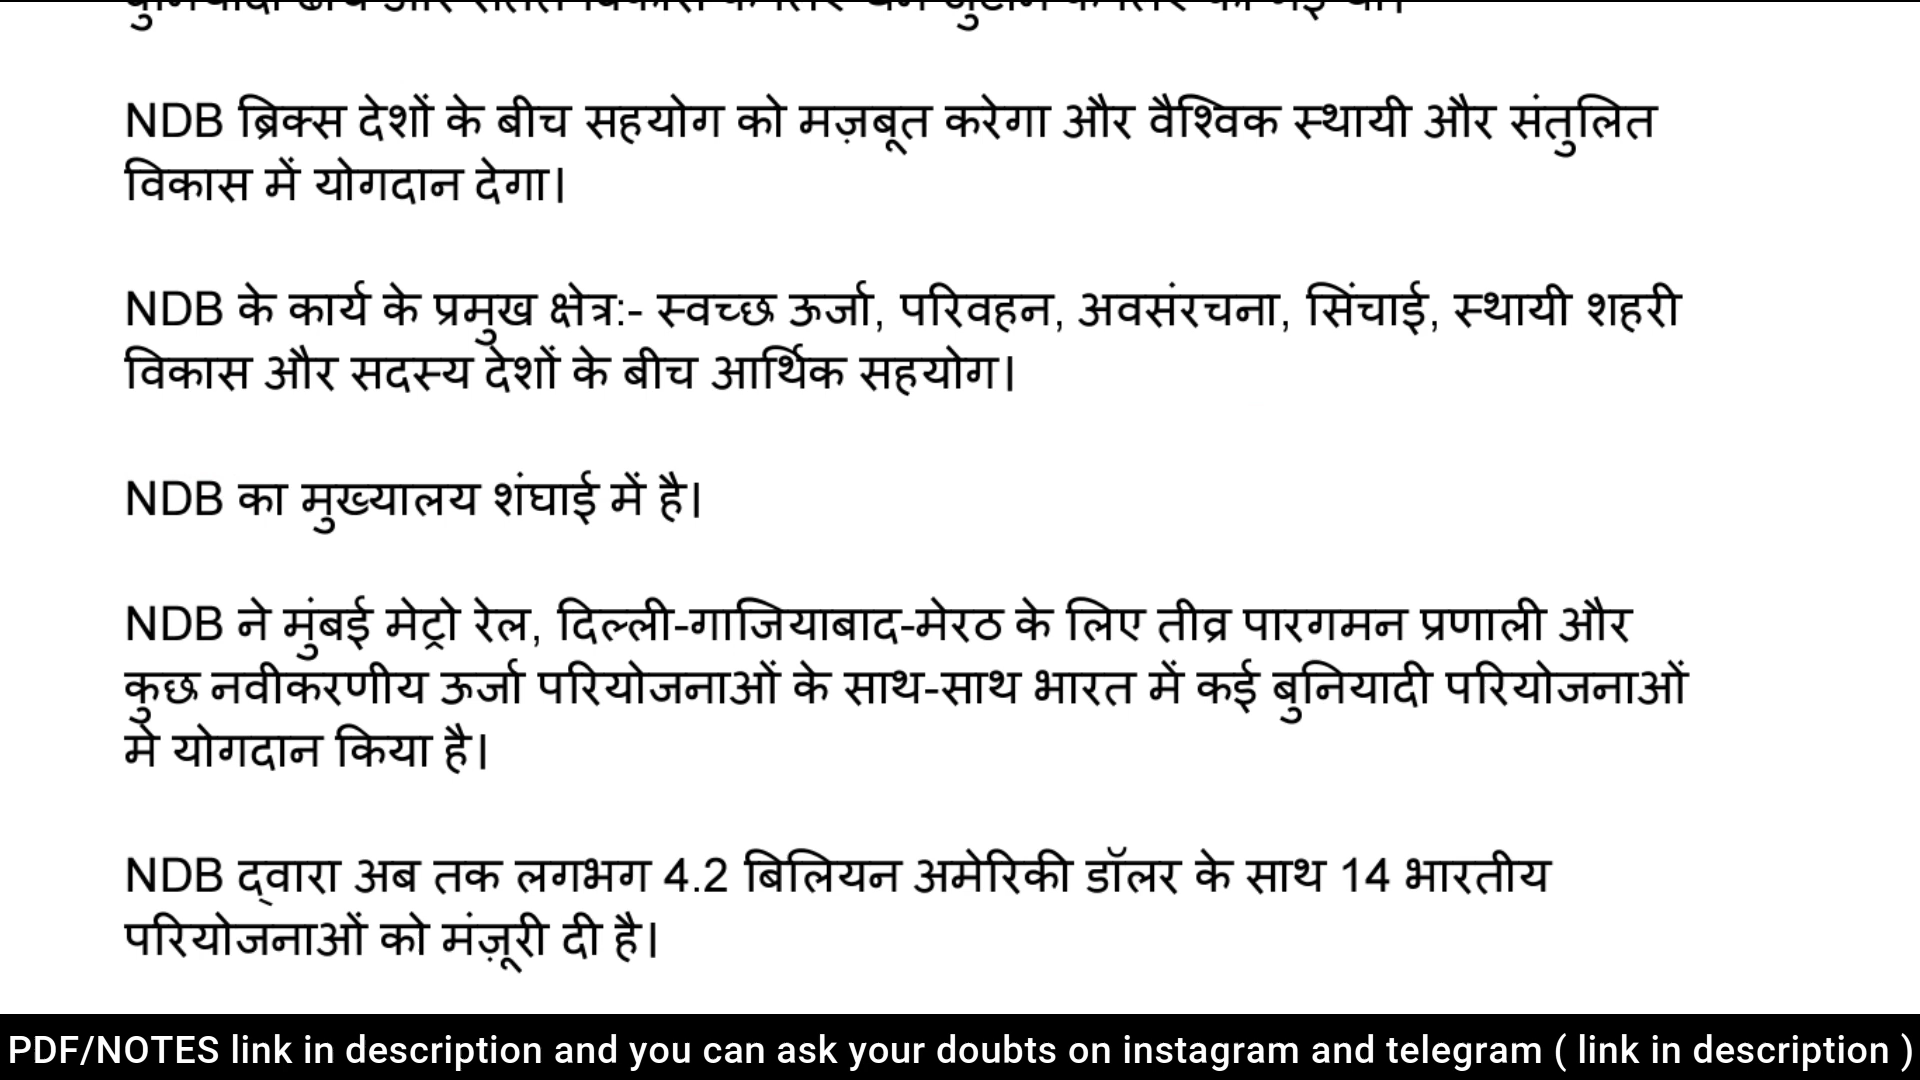 NDB ब्रिक्स देशों के बीच सहयोग को मज़बूत करेगा और वैश्विक स्थायी और संतुलित
विकास में योगदान देगा।
NDB के कार्य के प्रमुख क्षेत्र:- स्वच्छ ऊर्जा, परिवहन, अवसंरचना, सिंचाई, स्थायी शहरी
विकास और सदस्य देशों के बीच आर्थिक सहयोग।
NDB का मुख्यालय शंघाई में है।
NDB ने मुंबई मेट्रो रेल, दिल्ली-गाजियाबाद-मेरठ के लिए तीव्र पारगमन प्रणाली और
कुछ नवीकरणीय ऊर्जा परियोजनाओं के साथ-साथ भारत में कई बुनियादी परियोजनाओं
मे योगदान किया है।
NDB द्वारा अब तक लगभग 4.2 बिलियन अमेरिकी डॉलर के साथ 14 भारतीय
परियोजनाओं को मंज़ूरी दी है।
PDF/NOTES link in description and you can ask your doubts on instagram and telegram ( link in description )